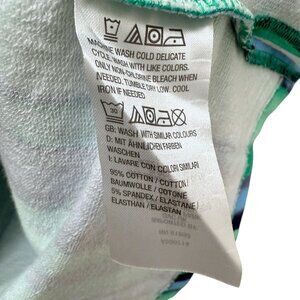 MACHINE WASH COLD DELICATE
CYCLE. WASH WITH LIKE COLORS
ONLY NON-CHLORINE BLEACH WHEN
NEEDED. TUMBLE DRY LOW. COOL
IRON IF NEEDED
30
GB: WASH WITH SIMILAR COLOURS
D: MIT ÄHNLICHEN FARBEN
WASCHEN
I: LAVARE CON COLORI SIMILARI
95% COTTON / COTTON /
BAUMWOLLE / COTONE
5% SPANDEX / ELASTANE /
ELASTHAN / ELASTAN